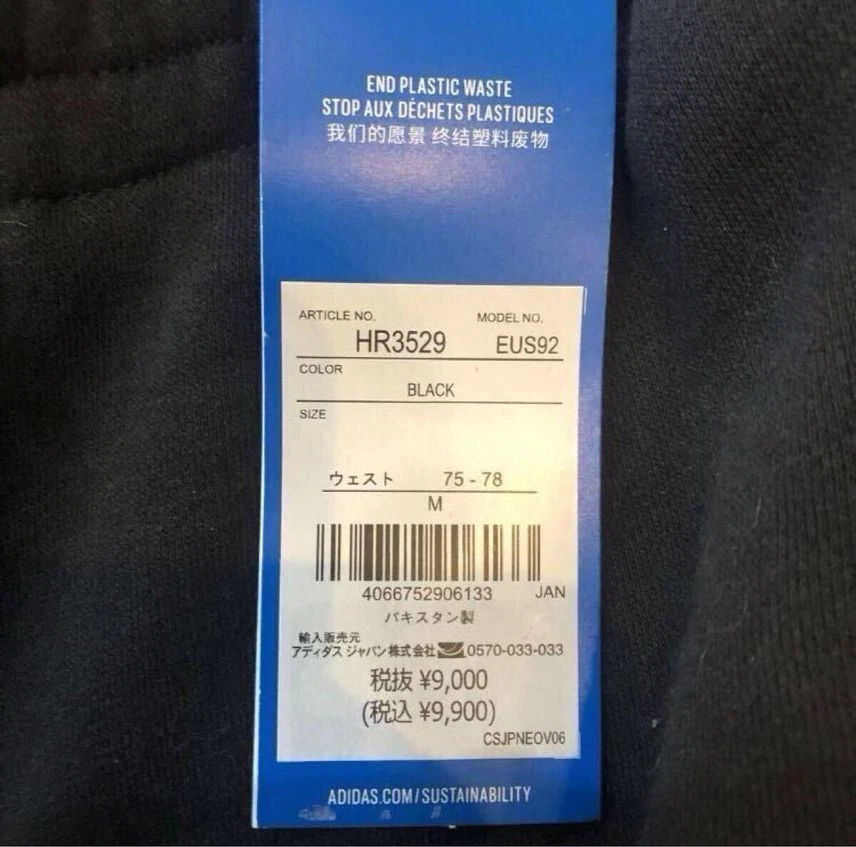 END PLASTIC WASTE
STOP AUX DÉCHETS PLASTIQUES
我们的愿景 终结塑料废物
ARTICLE NO. MODEL NO.
HR3529 EUS92
COLOR
BLACK
SIZE
ウェスト 75 - 78
M
4066752906133 JAN
パキスタン製
輸入販売元
アディダス ジャパン株式会社 0570-033-033
税抜 ¥9,000
(税込 ¥9,900)
CSJPNEOV06
ADIDAS.COM/SUSTAINABILITY